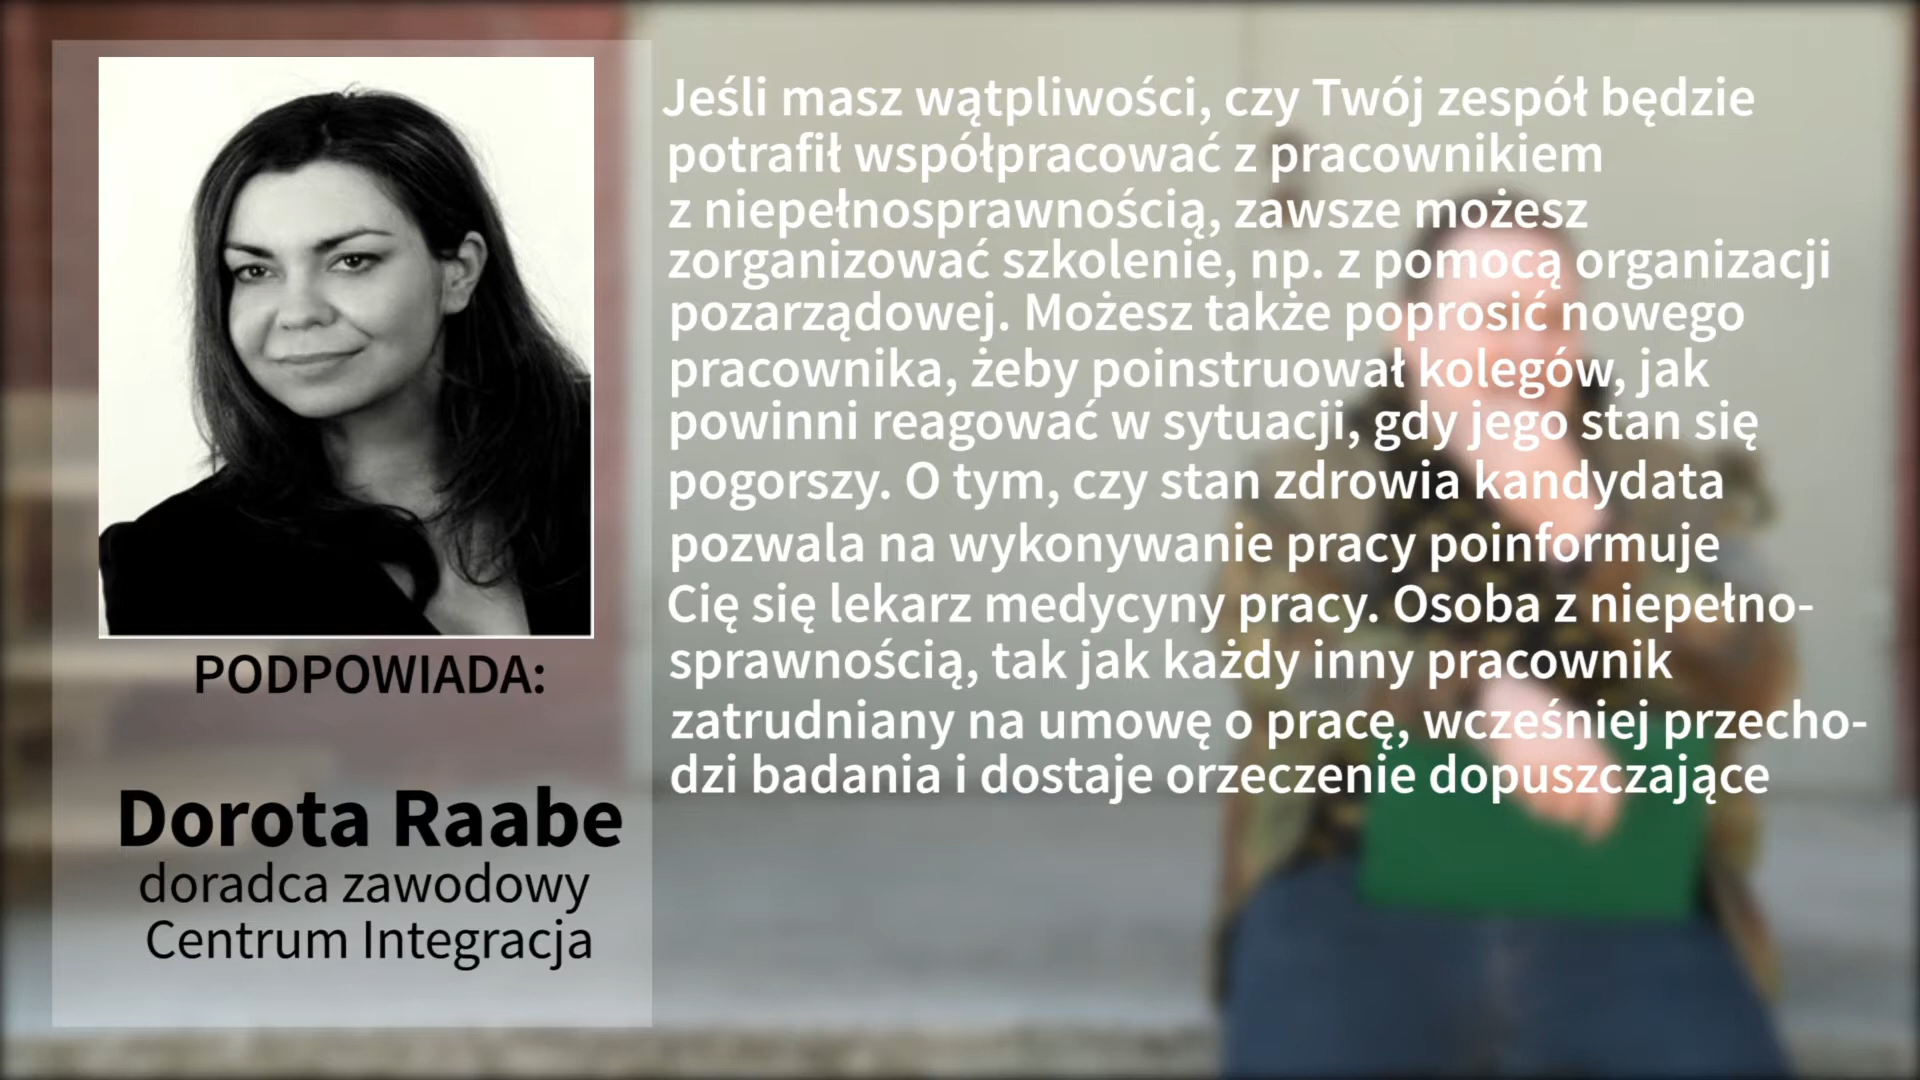 PODPOWIADA:
Dorota Raabe
doradca zawodowy
Centrum Integracja
Jeśli masz wątpliwości, czy Twój zespół będzie
potrafił współpracować z pracownikiem
z niepełnosprawnością, zawsze możesz
zorganizować szkolenie, np. z pomocą organizacji
pozarządowej. Możesz także poprosić nowego
pracownika, żeby poinstruował kolegów, jak
powinni reagować w sytuacji, gdy jego stan się
pogorszy. O tym, czy stan zdrowia kandydata
pozwala na wykonywanie pracy poinformuje
Cię się lekarz medycyny pracy. Osoba z niepełno-
sprawnością, tak jak każdy inny pracownik
zatrudniany na umowę o pracę, wcześniej przecho-
dzi badania i dostaje orzeczenie dopuszczające